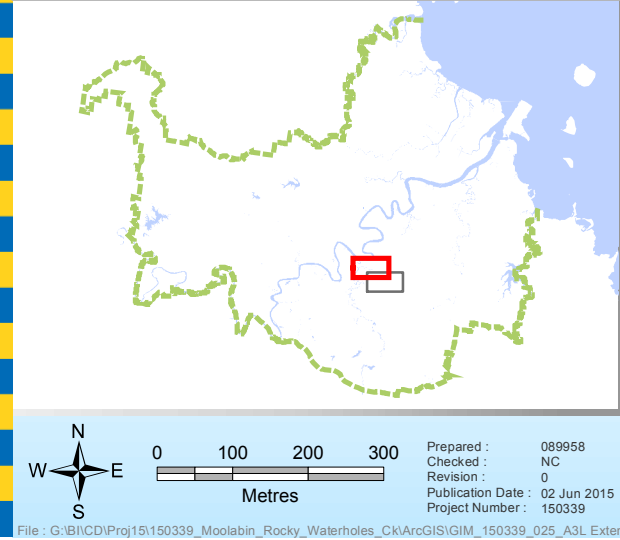 N
W E
S
0 100 200 300
Metres
Prepared : 089958
Checked : NC
Revision : 0
Publication Date : 02 Jun 2015
Project Number : 150339
File : G:\BI\CD\Proj15\150339_Moolabin_Rocky_Waterholes_Ck\ArcGIS\GIM_150339_025_A3L Exter